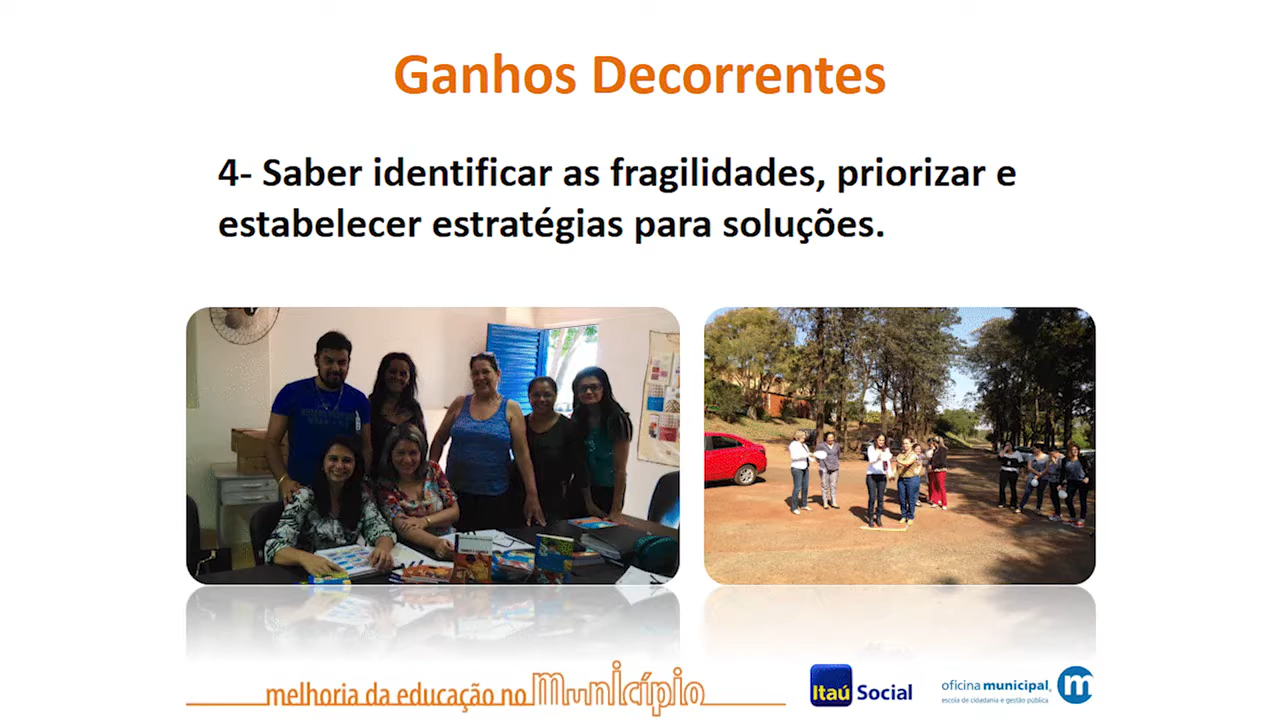 Ganhos Decorrentes
4- Saber identificar as fragilidades, priorizar e
estabelecer estratégias para soluções.
melhoria da educação no município
Itaú Social
oficina municipal, m
escola de cidadania e gestão pública